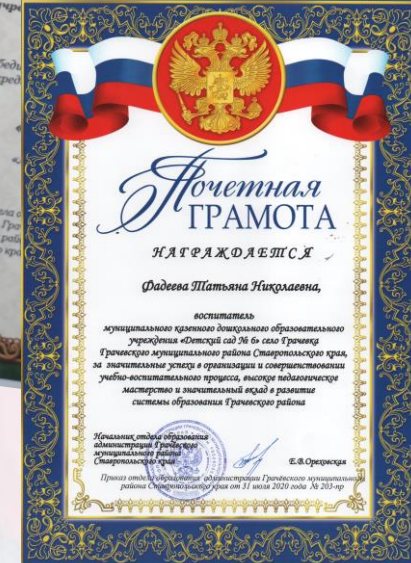 Почетная
ГРАМОТА
НАГРАЖДАЕТСЯ
Фадеева Татьяна Николаевна,
воспитатель
муниципального казенного дошкольного образовательного
учреждения «Детский сад № 6» село Грачевка
Грачевского муниципального района Ставропольского края,
за значительные успехи в организации и совершенствовании
учебно-воспитательного процесса, высокое педагогическое
мастерство и значительный вклад в развитие
системы образования Грачевского района
Начальник отдела образования
администрации Грачёвского
муниципального района
Ставропольского края
Е.В.Ореховская
Приказ отдела образования администрации Грачёвского муниципального
района Ставропольского края от 31 июля 2020 года № 203-пр